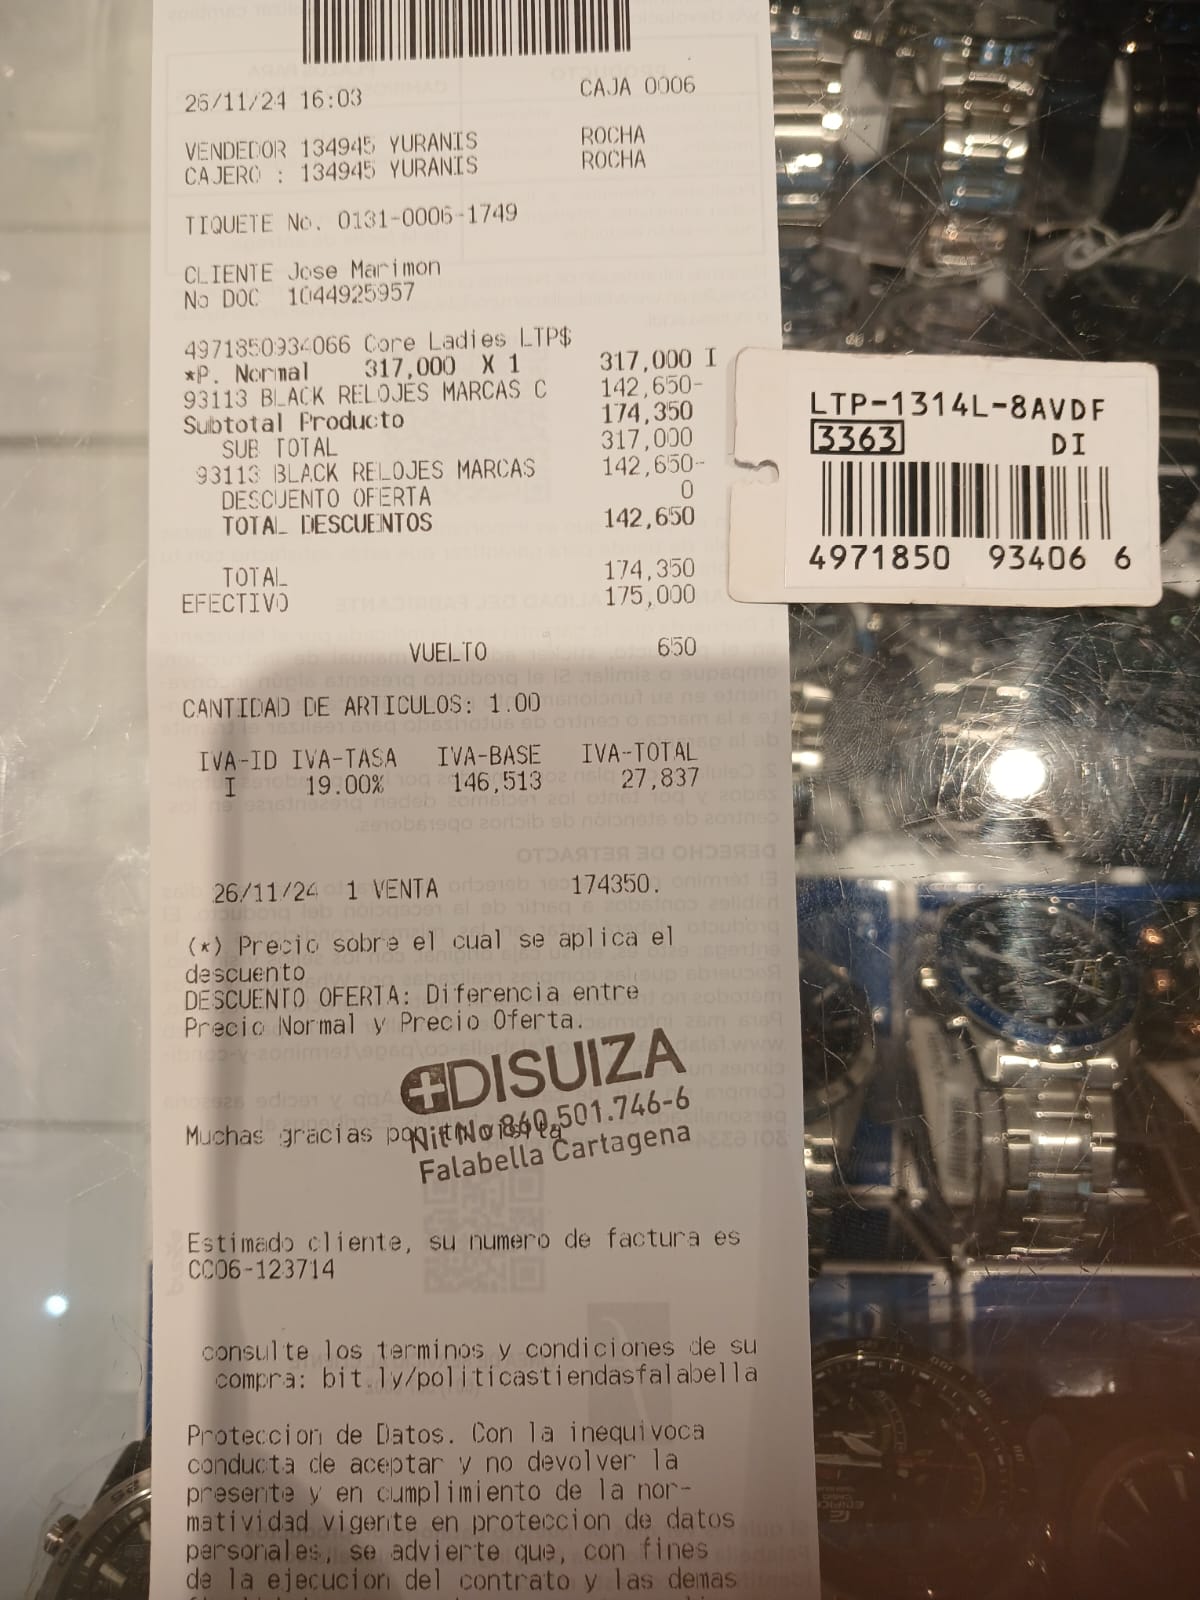 26/11/24 16:03 CAJA 0006
VENDEDOR 134945 YURANIS ROCHA
CAJERO : 134945 YURANIS ROCHA
TIQUETE No. 0131-0006-1749
CLIENTE Jose Marimon
No DOC 1044925957
4971850934066 Core Ladies LTP$
*P. Normal 317,000 X 1 317,000 I
93113 BLACK RELOJES MARCAS C 142,650-
Subtotal Producto 174,350
SUB TOTAL 317,000
93113 BLACK RELOJES MARCAS 142,650-
DESCUENTO OFERTA 0
TOTAL DESCUENTOS 142,650
TOTAL 174,350
EFECTIVO 175,000
VUELTO 650
CANTIDAD DE ARTICULOS: 1.00
IVA-ID IVA-TASA IVA-BASE IVA-TOTAL
I 19.00% 146,513 27,837
26/11/24 1 VENTA 174350.
(*) Precio sobre el cual se aplica el
descuento
DESCUENTO OFERTA: Diferencia entre
Precio Normal y Precio Oferta.
DISUIZA
Nit No 860.501.746-6
Falabella Cartagena
Muchas gracias por tu visita
Estimado cliente, su numero de factura es
CC06-123714
consulte los terminos y condiciones de su
compra: bit.ly/politicastiendasfalabella
Proteccion de Datos. Con la inequivoca
conducta de aceptar y no devolver la
presente y en cumplimiento de la nor-
matividad vigente en proteccion de datos
personales, se advierte que, con fines
de la ejecucion del contrato y las demas
LTP-1314L-8AVDF
3363 DI
4971850 93406 6